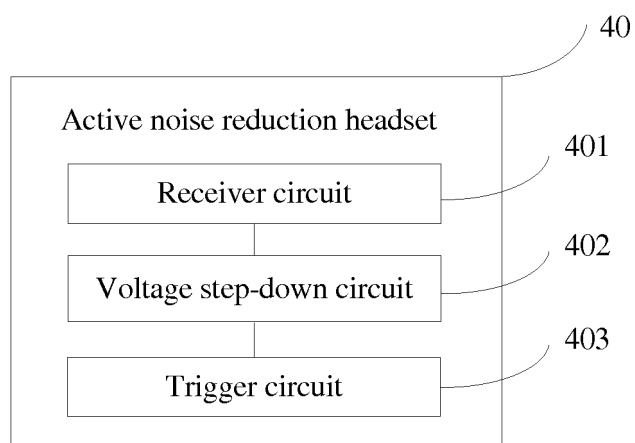 40
Active noise reduction headset
401
Receiver circuit
402
Voltage step-down circuit
403
Trigger circuit